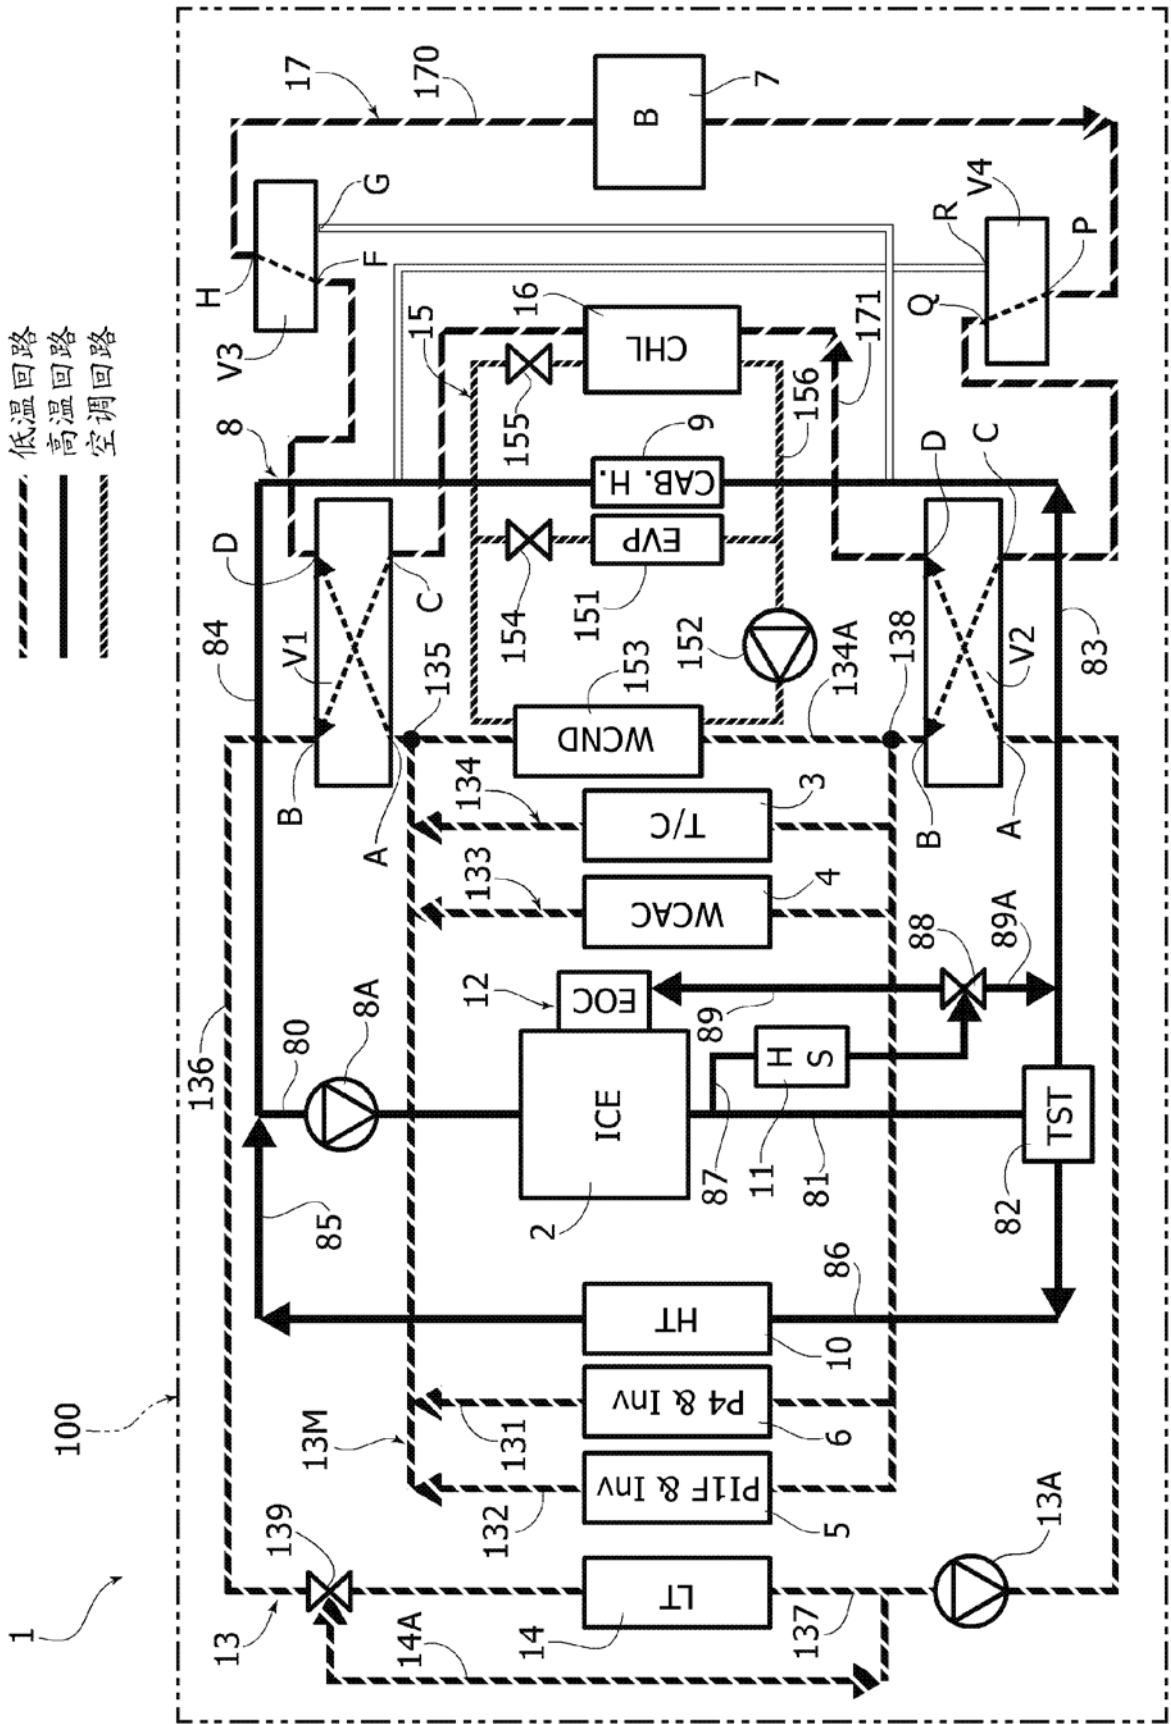 低温回路
高温回路
空调回路
1
100
17
170
B
7
H
V3
G
F
R
V4
Q
P
8
15
16
CHL
155
156
171
9
CAB. H.
EVP
151
154
D
C
V1
B
A
84
135
153
WCND
152
134A
138
D
C
V2
B
A
83
134
T/C
3
133
WCAC
4
136
80
8A
12
EOC
ICE
2
89
88
89A
H S
11
87
81
TST
82
85
86
HT
10
13M
131
P4 & Inv
6
132
PI1F & Inv
5
13
139
14A
LT
14
137
13A